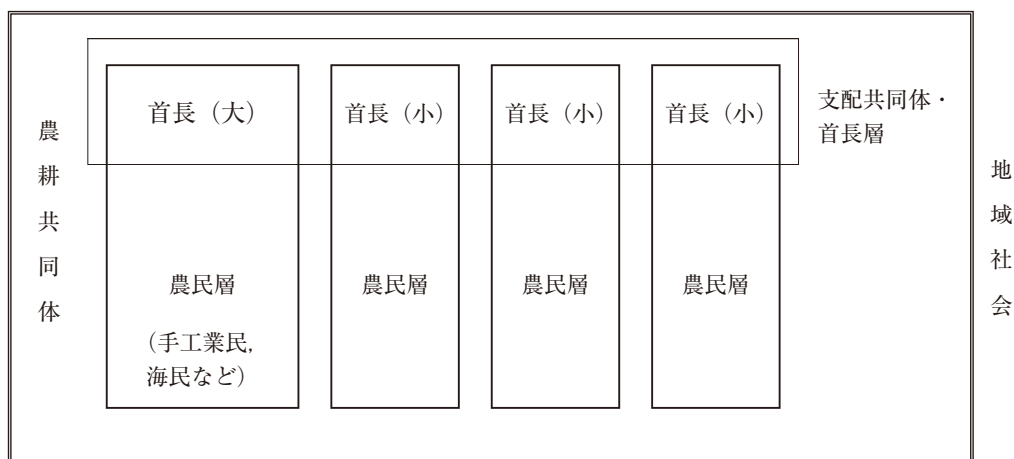 農耕共同体
首長（大）
首長（小）
首長（小）
首長（小）
支配共同体・
首長層
地域社会
農民層
（手工業民,
海民など）
農民層
農民層
農民層